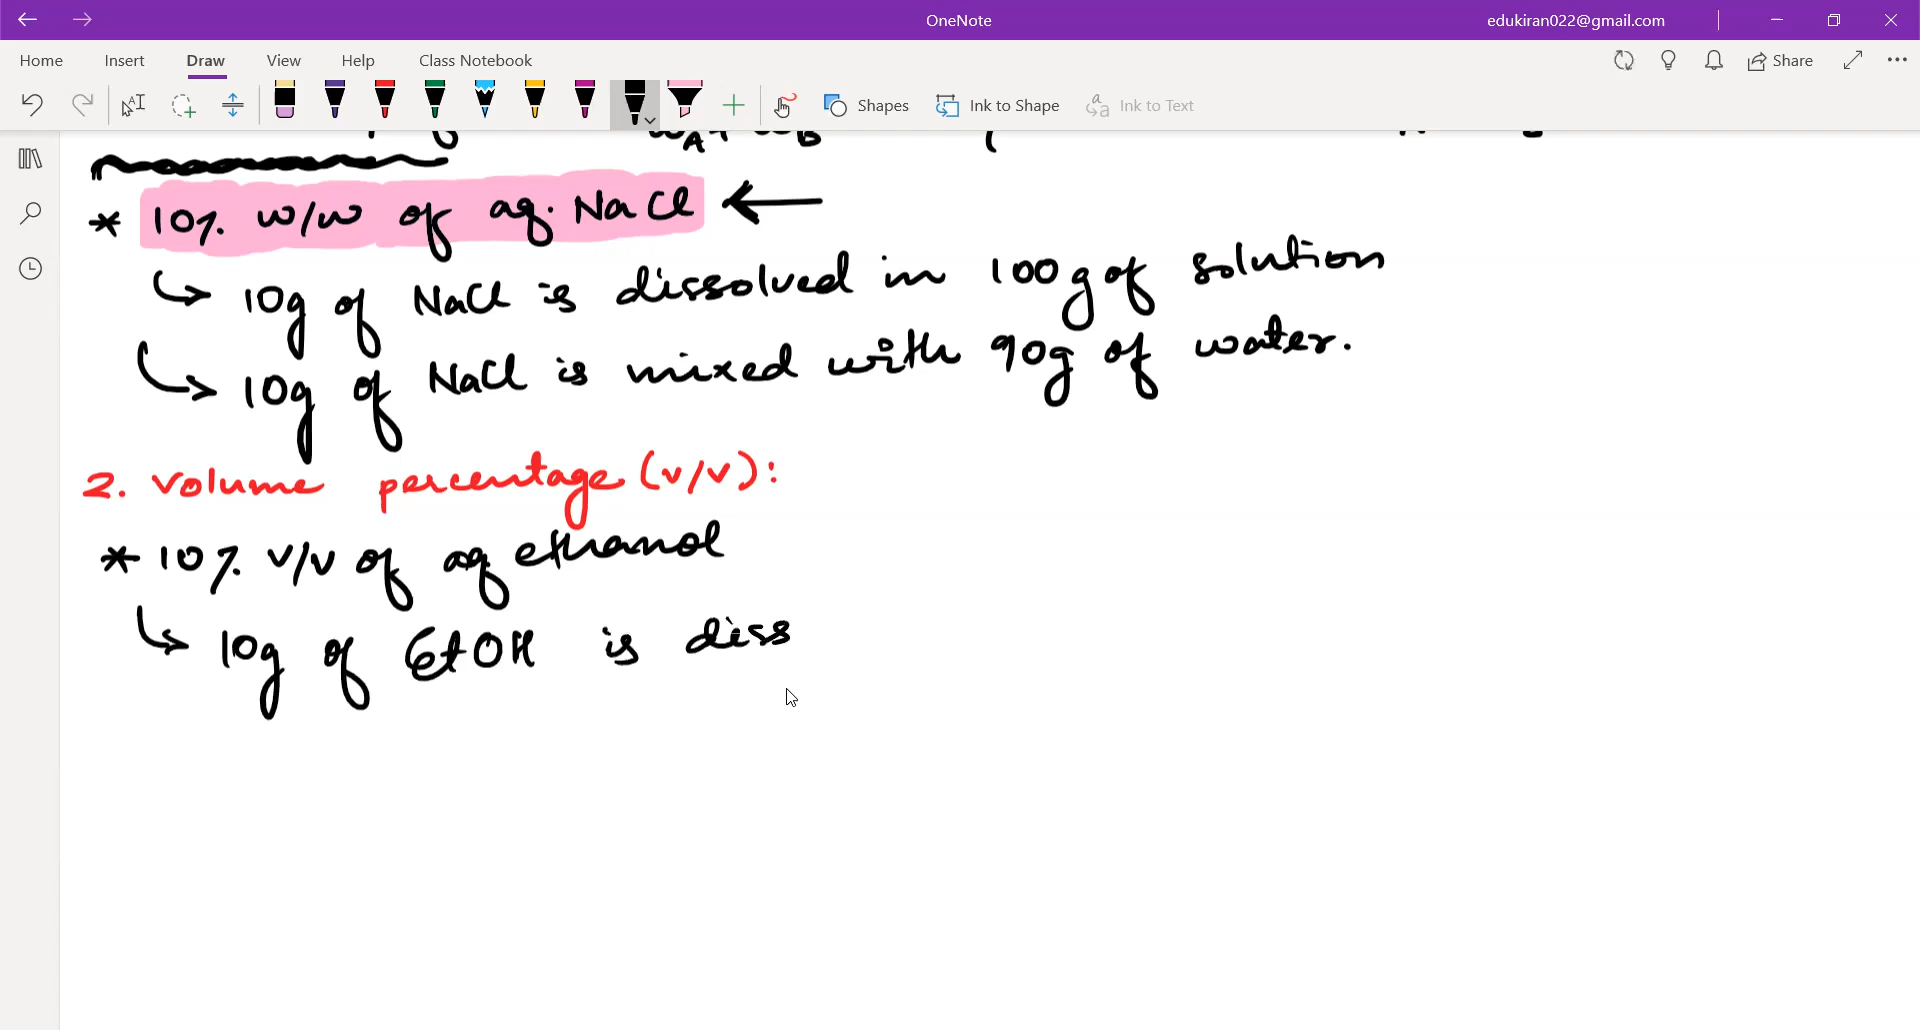 OneNote
edukiran022@gmail.com
Home Insert Draw View Help Class Notebook
Share
Shapes Ink to Shape Ink to Text
* 10% w/w of aq. NaCl ←
↳ 10g of NaCl is dissolved in 100g of solution
↳ 10g of NaCl is mixed with 90g of water.
2. Volume percentage (v/v):
* 10% v/v of aq ethanol
↳ 10g of EtOH is diss